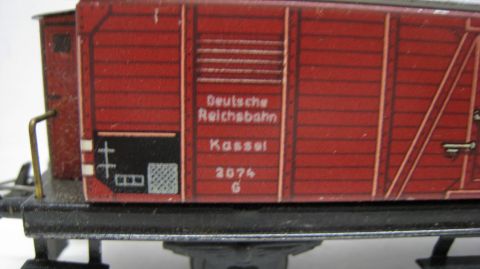 Deutsche
Reichsbahn
Kassel
2074
G